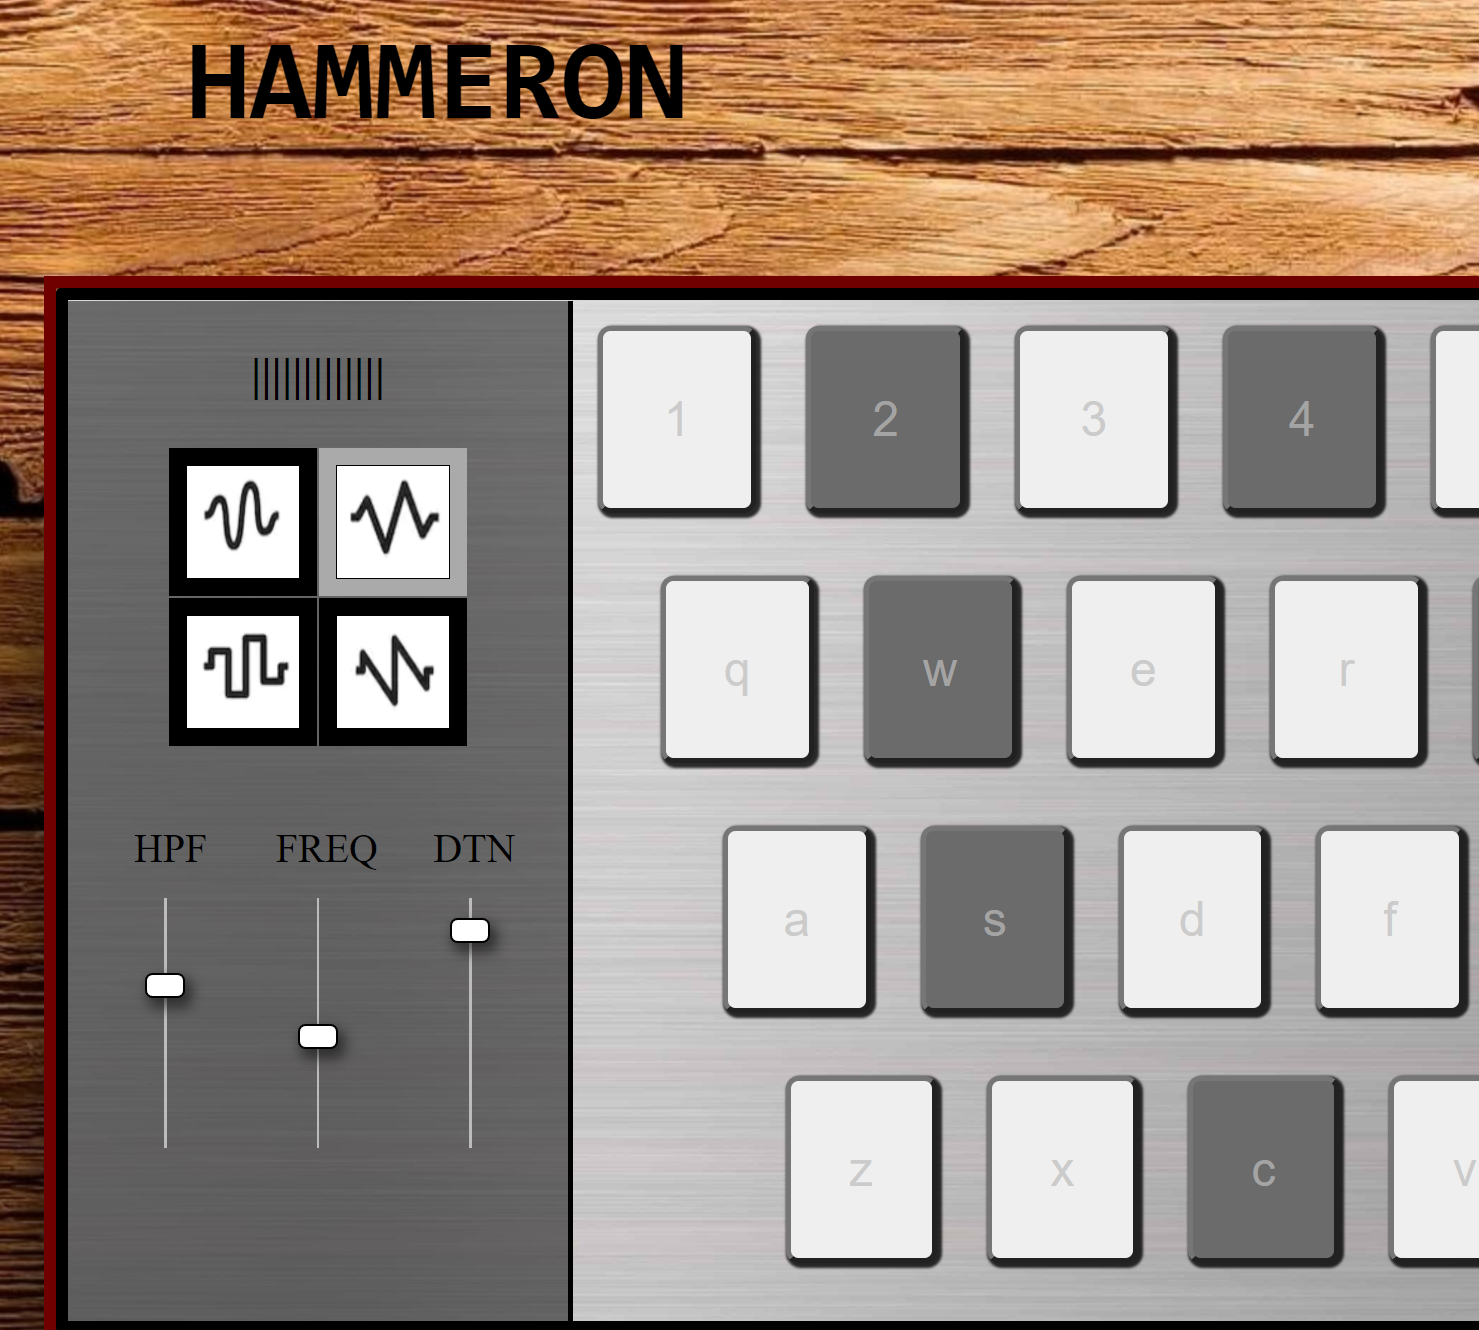 HAMMERON
|||||||||||||
HPF FREQ DTN
1 2 3 4
q w e r
a s d f
z x c v